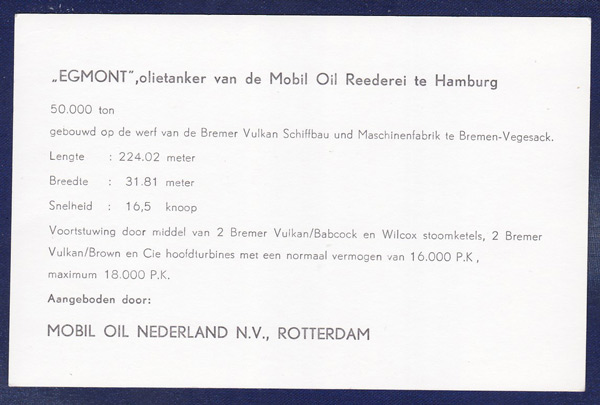 „EGMONT”,olietanker van de Mobil Oil Reederei te Hamburg
50.000 ton
gebouwd op de werf van de Bremer Vulkan Schiffbau und Maschinenfabrik te Bremen-Vegesack.
Lengte : 224.02 meter
Breedte : 31.81 meter
Snelheid : 16,5 knoop
Voortstuwing door middel van 2 Bremer Vulkan/Babcock en Wilcox stoomketels, 2 Bremer
Vulkan/Brown en Cie hoofdturbines met een normaal vermogen van 16.000 P.K,
maximum 18.000 P.K.
Aangeboden door:
MOBIL OIL NEDERLAND N.V., ROTTERDAM